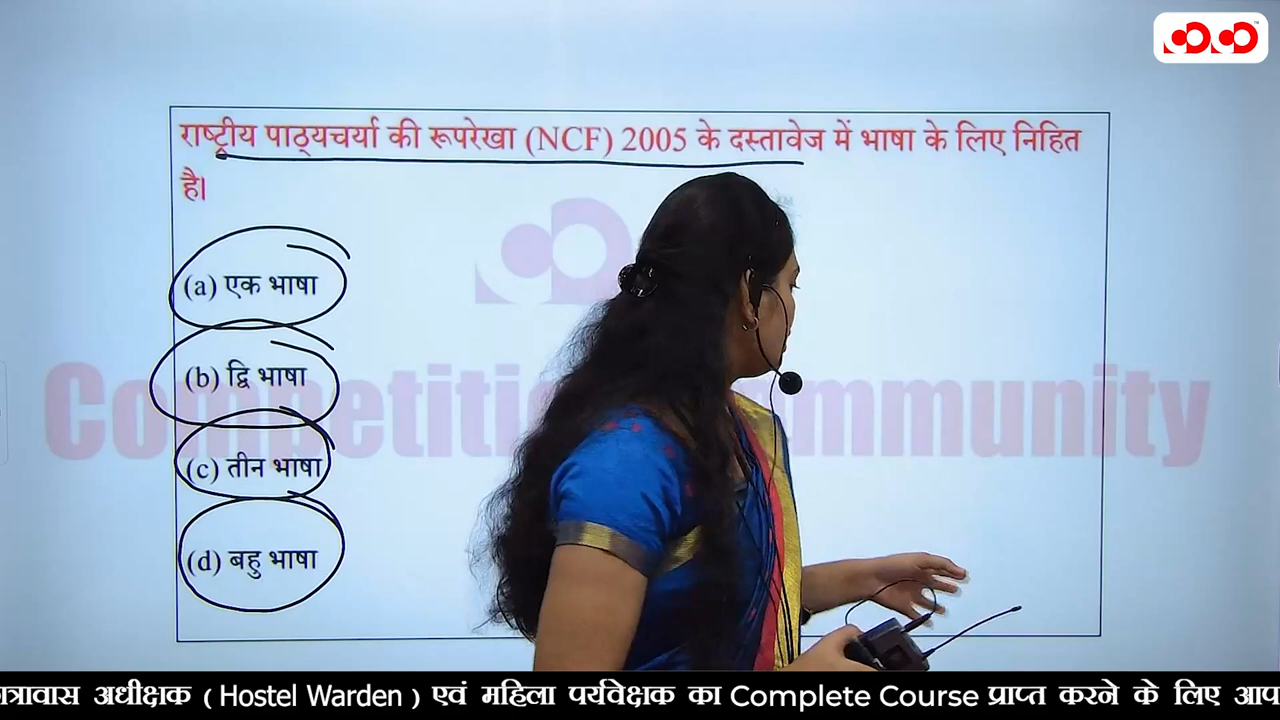 राष्ट्रीय पाठ्यचर्या की रूपरेखा (NCF) 2005 के दस्तावेज में भाषा के लिए निहित
है।
(a) एक भाषा
(b) द्वि भाषा
(c) तीन भाषा
(d) बहु भाषा
अधीक्षक ( Hostel Warden ) एवं महिला पर्यवेक्षक का Complete Course प्राप्त करने के लिए